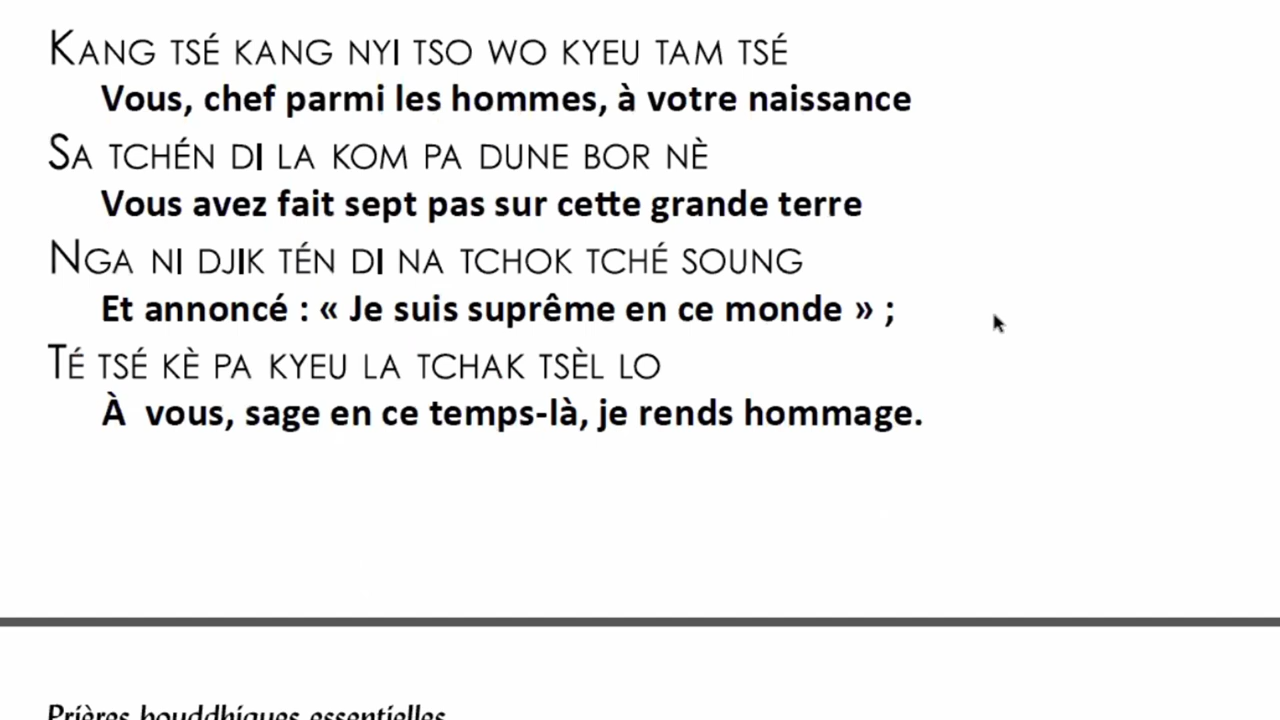 KANG TSÉ KANG NYI TSO WO KYEU TAM TSÉ
Vous, chef parmi les hommes, à votre naissance
SA TCHÉN DI LA KOM PA DUNE BOR NÈ
Vous avez fait sept pas sur cette grande terre
NGA NI DJIK TÉN DI NA TCHOK TCHÉ SOUNG
Et annoncé : « Je suis suprême en ce monde » ;
TÉ TSÉ KÈ PA KYEU LA TCHAK TSÈL LO
À vous, sage en ce temps-là, je rends hommage.
Prières bouddhiques essentielles